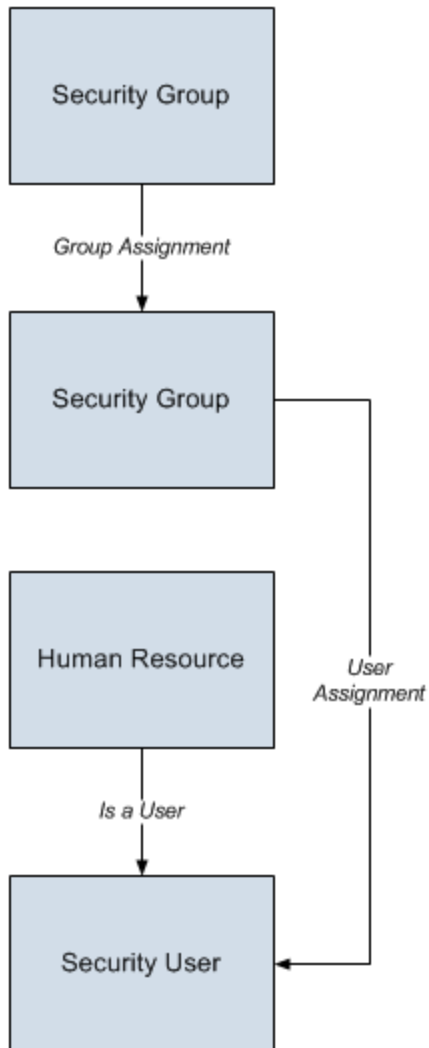 Security Group
Group Assignment
Security Group
Human Resource
User
Assignment
Is a User
Security User